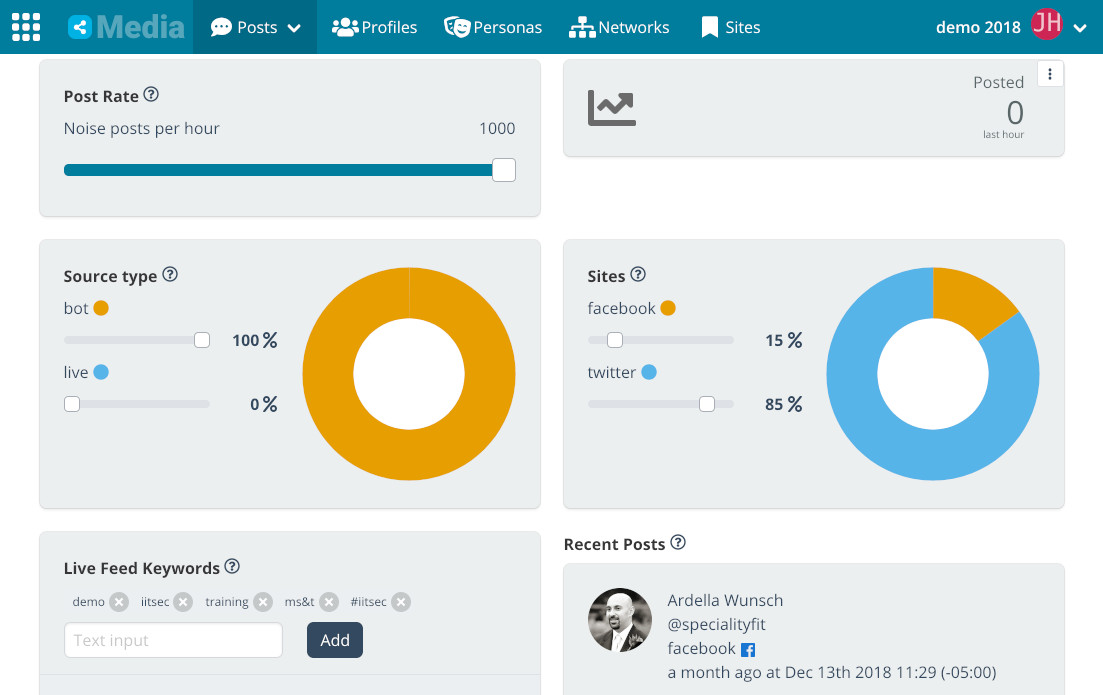 Media Posts Profiles Personas Networks Sites demo 2018 JH
Post Rate
Noise posts per hour 1000
Posted
0
last hour
Source type
bot
100 %
live
0 %
Sites
facebook
15 %
twitter
85 %
Live Feed Keywords
demo iitsec training ms&t #iitsec
Text input Add
Recent Posts
Ardella Wunsch
@specialityfit
facebook
a month ago at Dec 13th 2018 11:29 (-05:00)